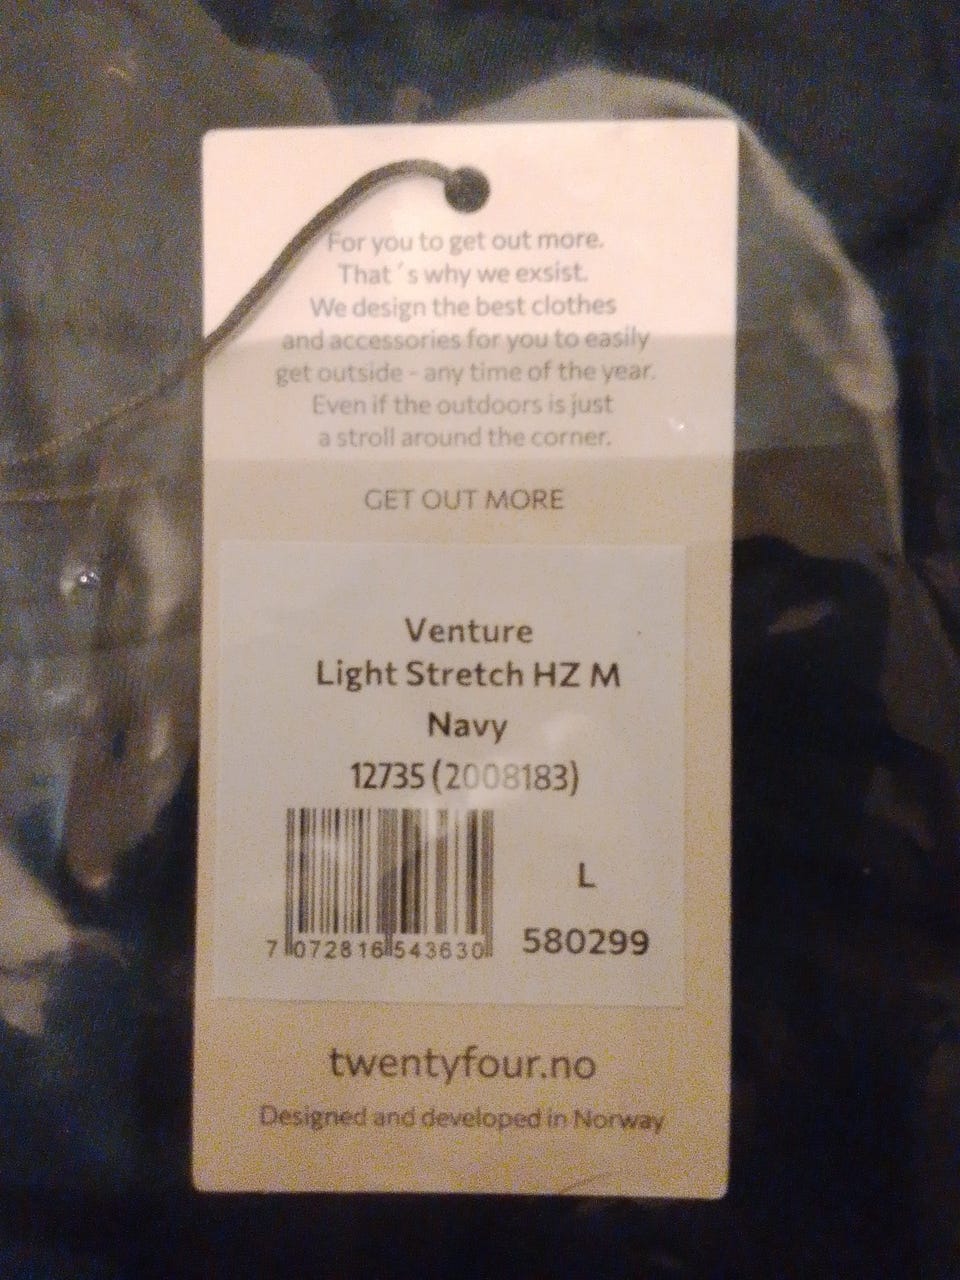 For you to get out more.
That´s why we exsist.
We design the best clothes
and accessories for you to easily
get outside - any time of the year.
Even if the outdoors is just
a stroll around the corner.
GET OUT MORE
Venture
Light Stretch HZ M
Navy
12735 (2008183)
L
7 072816 543630
580299
twentyfour.no
Designed and developed in Norway